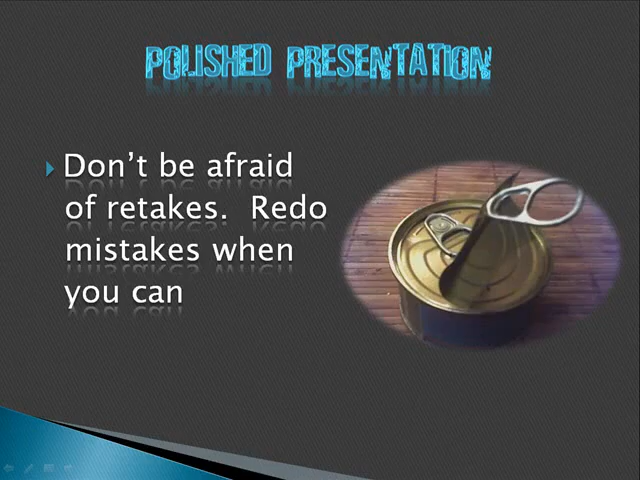 POLISHED PRESENTATION
Don't be afraid
of retakes.  Redo
mistakes when
you can